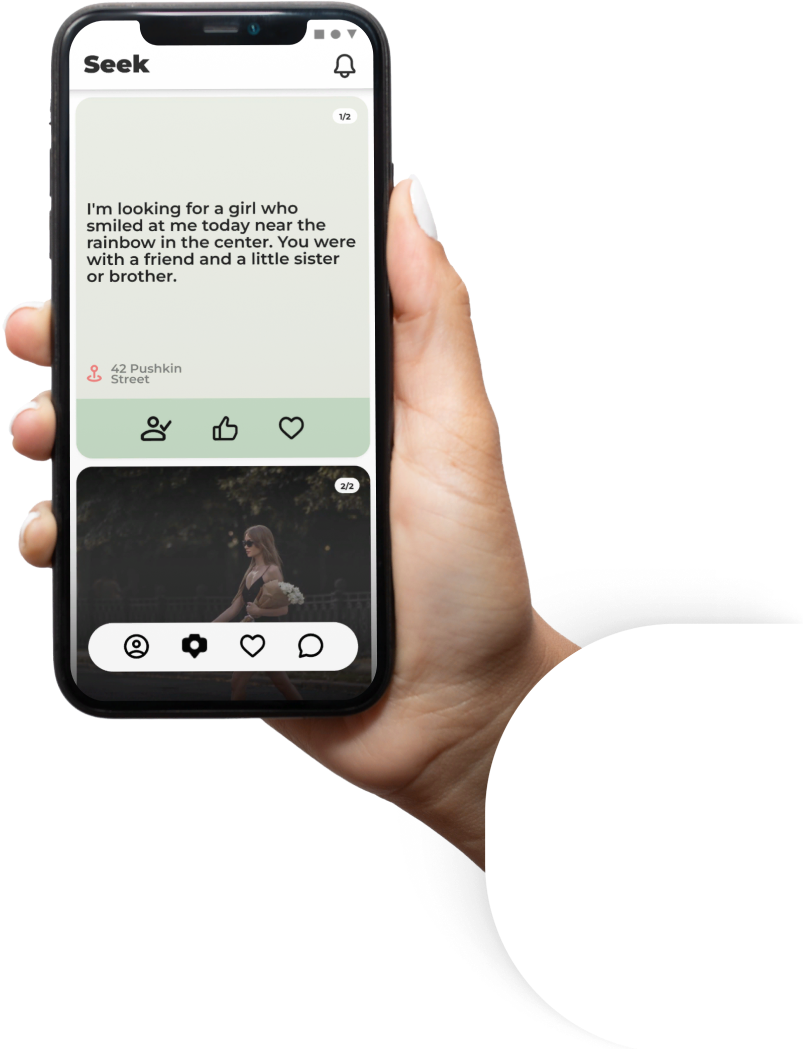 Seek
1/2
I'm looking for a girl who
smiled at me today near the
rainbow in the center. You were
with a friend and a little sister
or brother.
42 Pushkin
Street
2/2